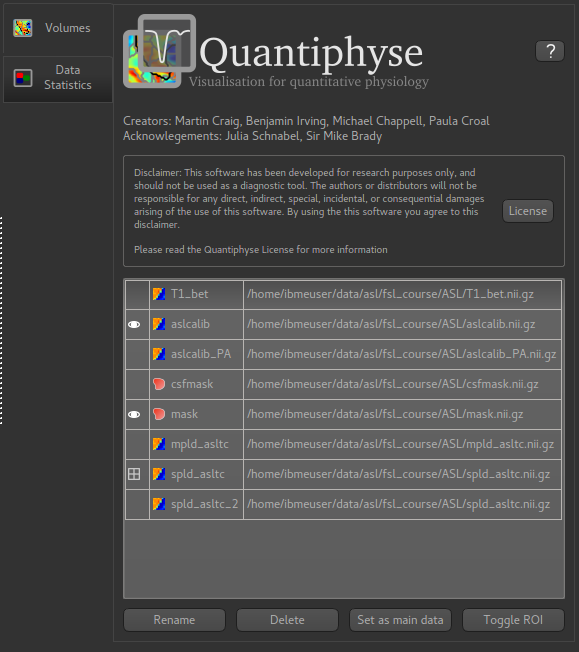 Volumes
Data
Statistics
Quantiphyse
?
Visualisation for quantitative physiology
Creators: Martin Craig, Benjamin Irving, Michael Chappell, Paula Croal
Acknowlegements: Julia Schnabel, Sir Mike Brady
Disclaimer: This software has been developed for research purposes only, and
should not be used as a diagnostic tool. The authors or distributors will not be
responsible for any direct, indirect, special, incidental, or consequential damages
arising of the use of this software. By using the this software you agree to this
disclaimer.
License
Please read the Quantiphyse License for more information
T1_bet /home/ibmeuser/data/asl/fsl_course/ASL/T1_bet.nii.gz
aslcalib /home/ibmeuser/data/asl/fsl_course/ASL/aslcalib.nii.gz
aslcalib_PA /home/ibmeuser/data/asl/fsl_course/ASL/aslcalib_PA.nii.gz
csfmask /home/ibmeuser/data/asl/fsl_course/ASL/csfmask.nii.gz
mask /home/ibmeuser/data/asl/fsl_course/ASL/mask.nii.gz
mpld_asltc /home/ibmeuser/data/asl/fsl_course/ASL/mpld_asltc.nii.gz
spld_asltc /home/ibmeuser/data/asl/fsl_course/ASL/spld_asltc.nii.gz
spld_asltc_2 /home/ibmeuser/data/asl/fsl_course/ASL/spld_asltc.nii.gz
Rename Delete Set as main data Toggle ROI